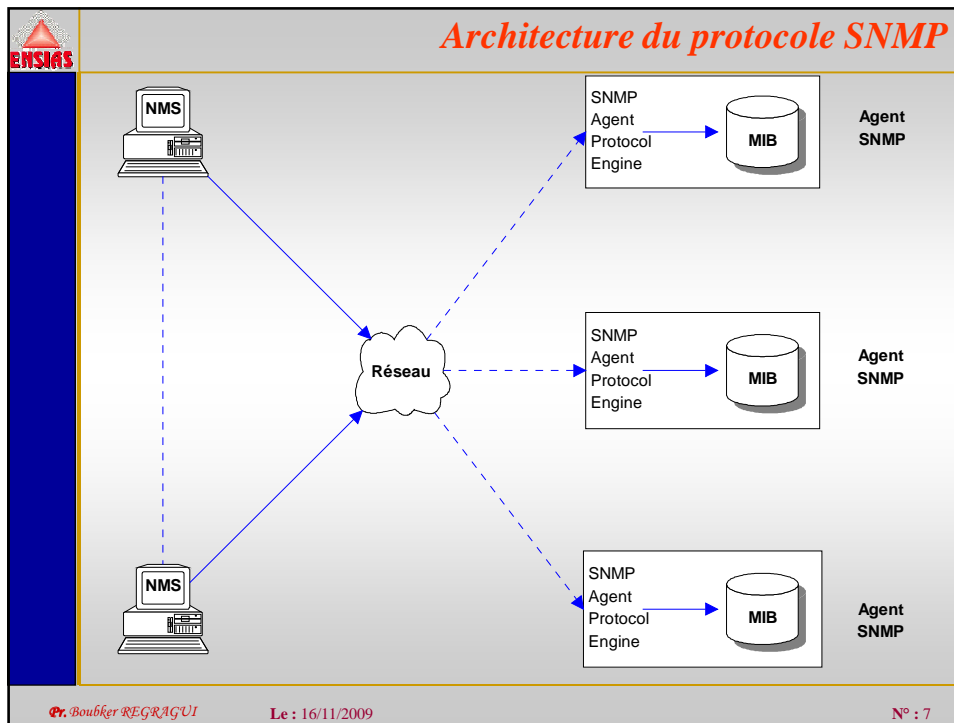 ENSIAS
Architecture du protocole SNMP
NMS
SNMP
Agent
Protocol
Engine
MIB
Agent
SNMP
Réseau
SNMP
Agent
Protocol
Engine
MIB
Agent
SNMP
NMS
SNMP
Agent
Protocol
Engine
MIB
Agent
SNMP
Pr. Boubker REGRAGUI
Le : 16/11/2009
N° : 7